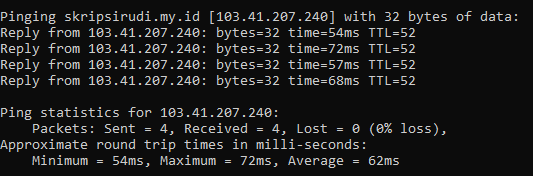 Pinging skripsirudi.my.id [103.41.207.240] with 32 bytes of data:
Reply from 103.41.207.240: bytes=32 time=54ms TTL=52
Reply from 103.41.207.240: bytes=32 time=72ms TTL=52
Reply from 103.41.207.240: bytes=32 time=57ms TTL=52
Reply from 103.41.207.240: bytes=32 time=68ms TTL=52
Ping statistics for 103.41.207.240:
Packets: Sent = 4, Received = 4, Lost = 0 (0% loss),
Approximate round trip times in milli-seconds:
Minimum = 54ms, Maximum = 72ms, Average = 62ms